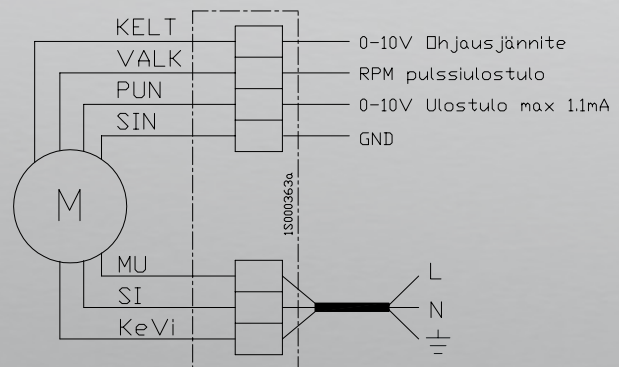 KELT
0-10V Ohjausjännite
VALK
RPM pulssiulostulo
PUN
0-10V Ulostulo max 1.1mA
SIN
GND
M
1S000363a
MU
L
SI
N
KeVi